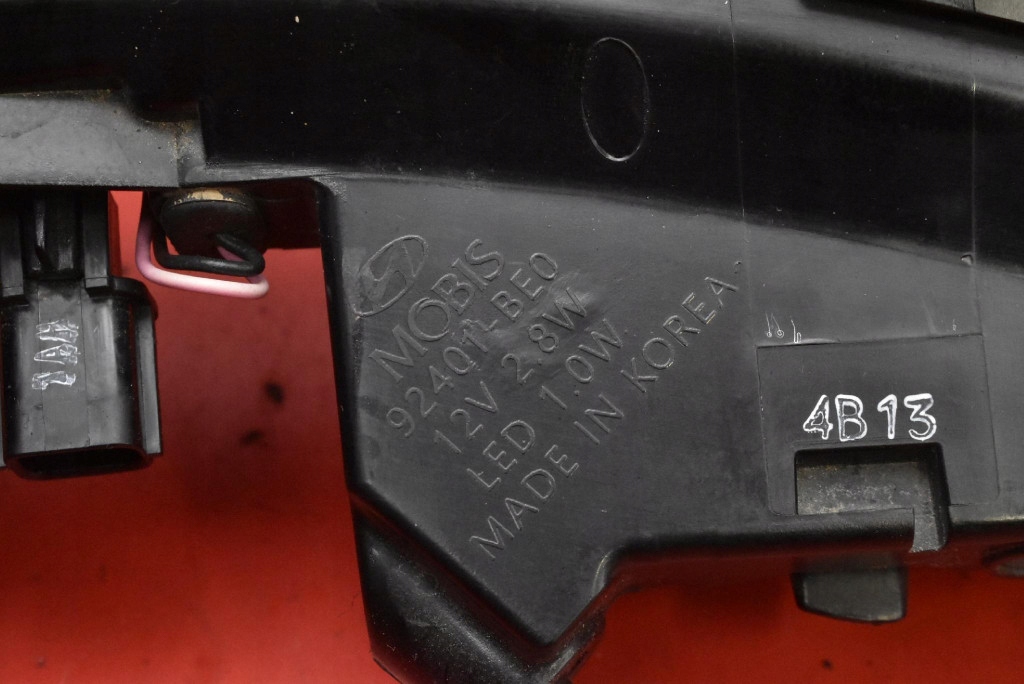 MOBIS
92401-BE0
12V 2.8W
LED 1.0W
MADE IN KOREA
4B13